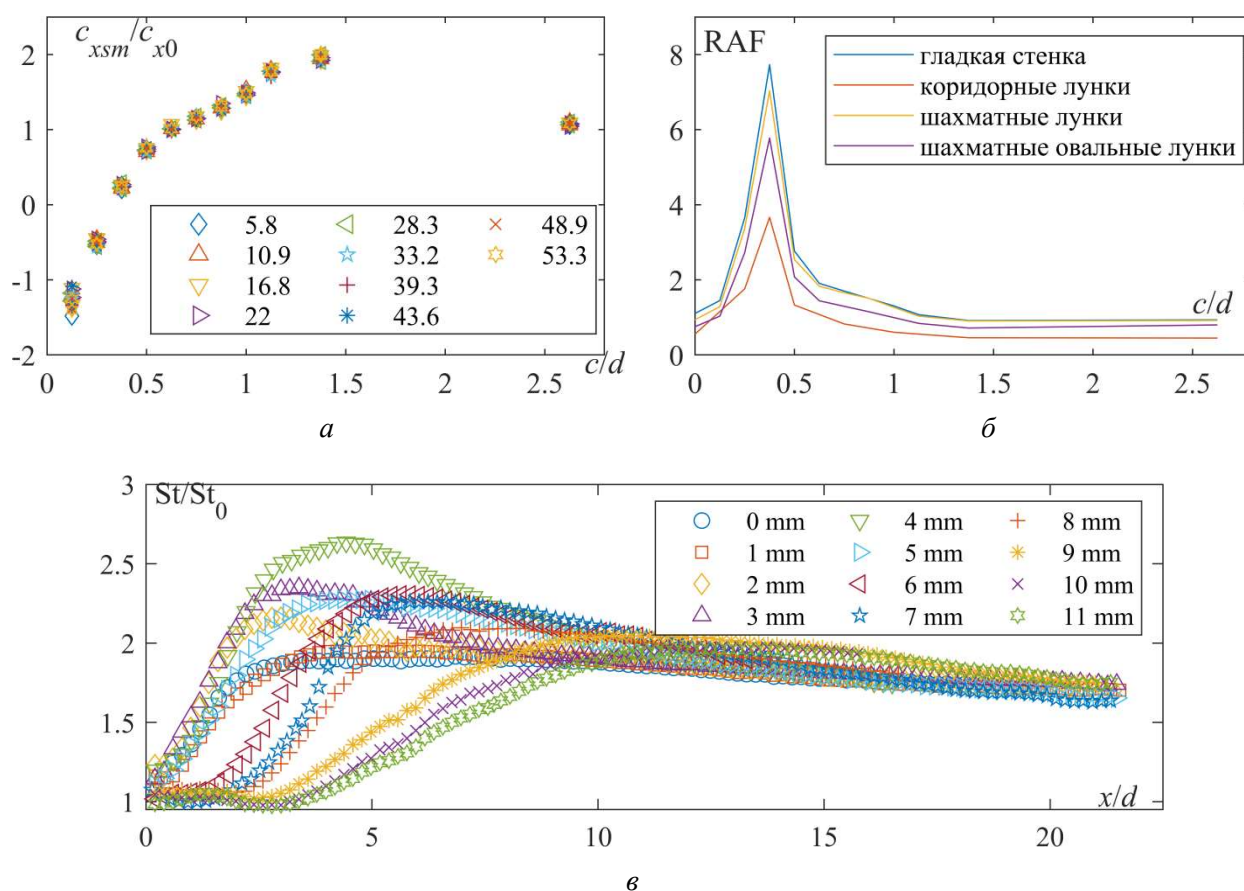 c_xsm/c_x0
2
1
0
-1
-2
0 0.5 1 1.5 2 2.5
c/d
5.8 28.3 48.9
10.9 33.2 53.3
16.8 39.3
22 43.6
а
RAF
8
6
4
2
0
0 0.5 1 1.5 2 2.5
c/d
гладкая стенка
коридорные лунки
шахматные лунки
шахматные овальные лунки
б
St/St_0
3
2.5
2
1.5
1
0 5 10 15 20
x/d
0 mm 4 mm 8 mm
1 mm 5 mm 9 mm
2 mm 6 mm 10 mm
3 mm 7 mm 11 mm
в